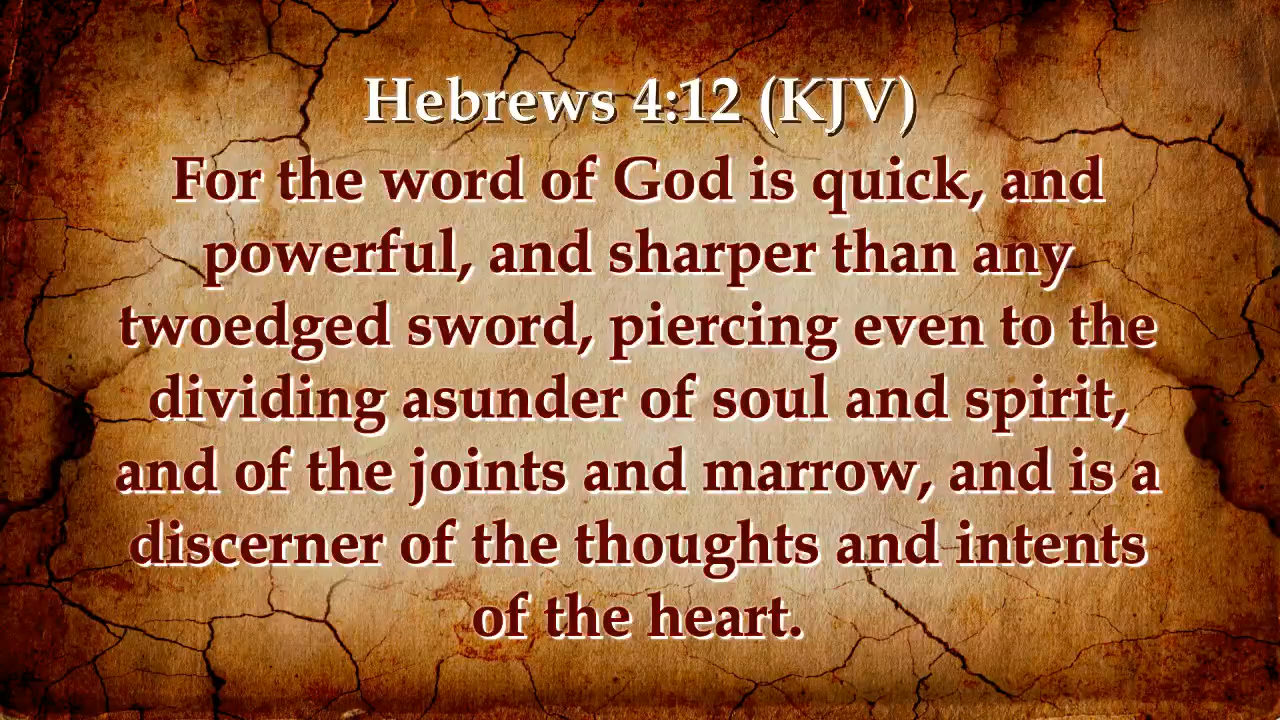 Hebrews 4:12 (KJV)
For the word of God is quick, and
powerful, and sharper than any
twoedged sword, piercing even to the
dividing asunder of soul and spirit,
and of the joints and marrow, and is a
discerner of the thoughts and intents
of the heart.